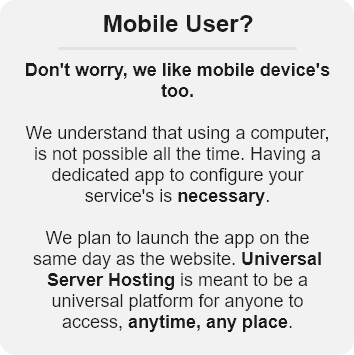 Mobile User?
Don't worry, we like mobile device's
too.
We understand that using a computer,
is not possible all the time. Having a
dedicated app to configure your
service's is necessary.
We plan to launch the app on the
same day as the website. Universal
Server Hosting is meant to be a
universal platform for anyone to
access, anytime, any place.